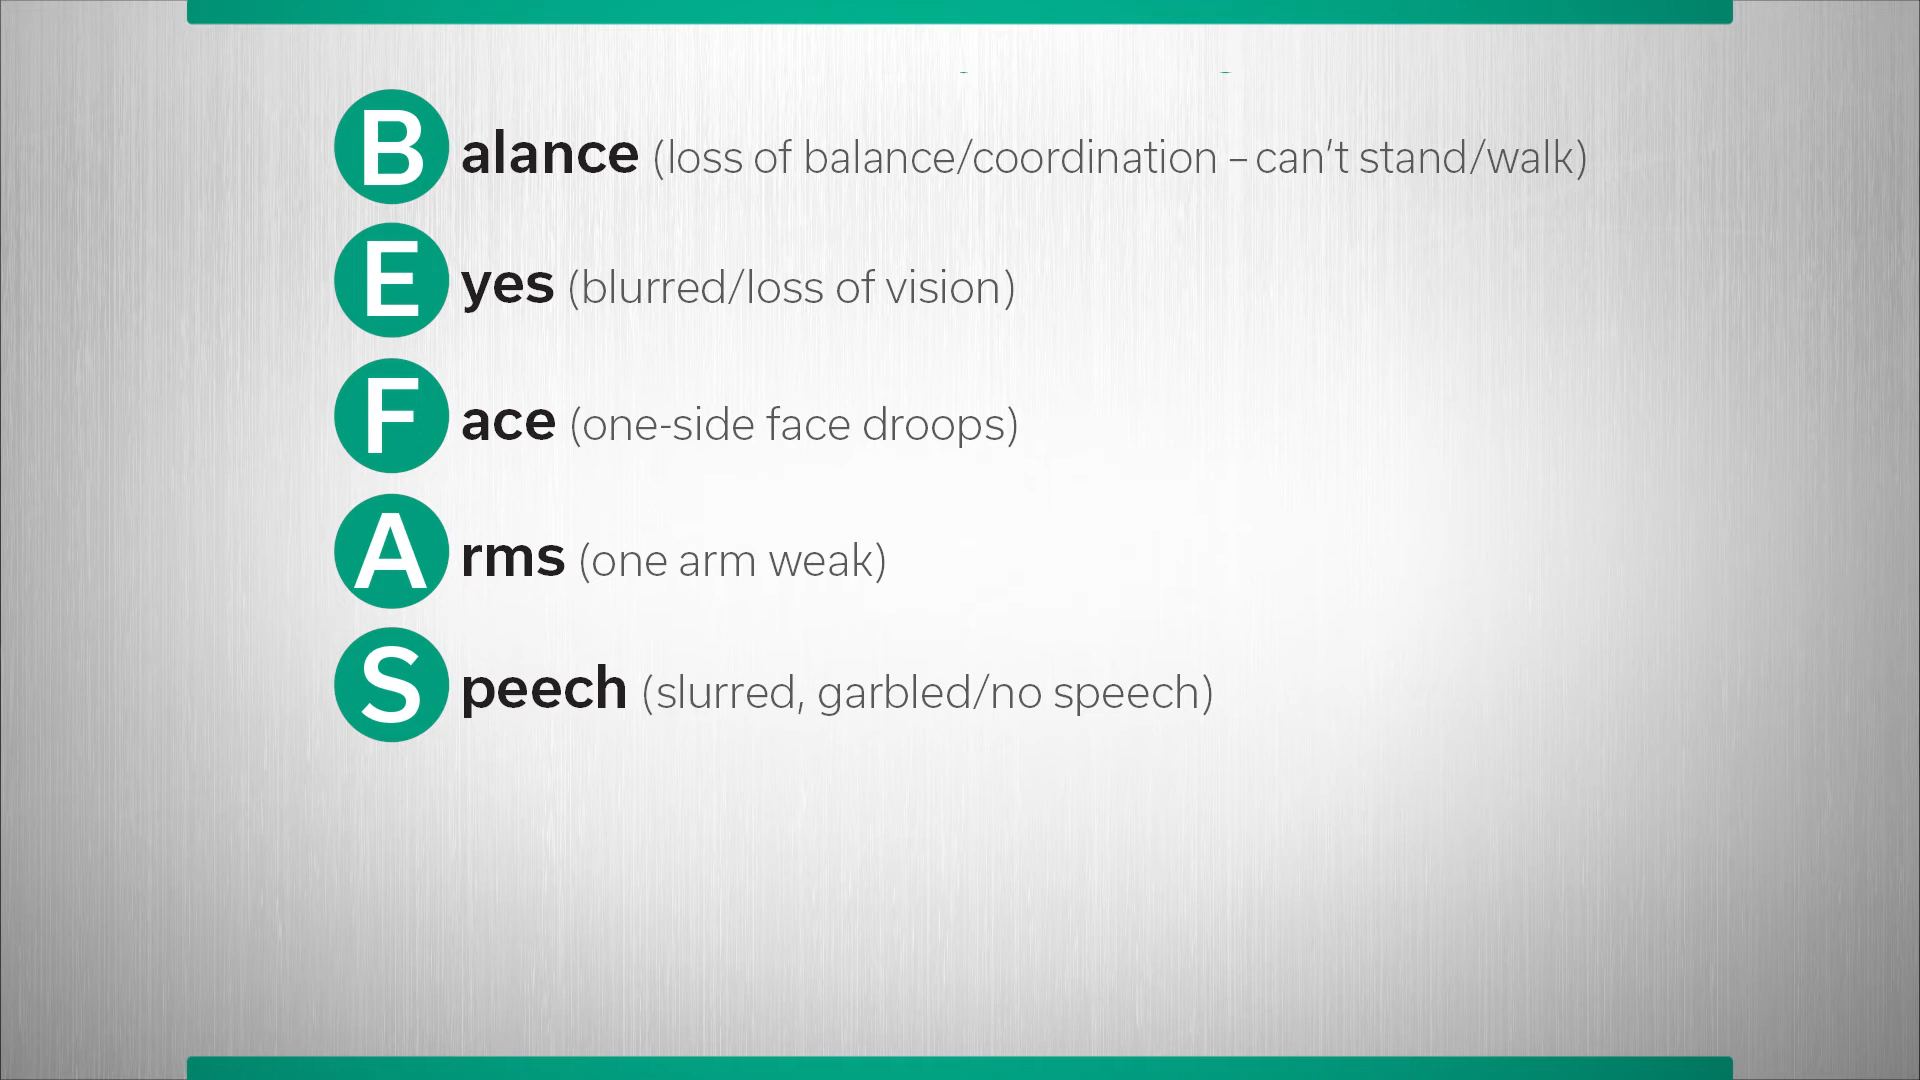 Balance (loss of balance/coordination – can't stand/walk)
Eyes (blurred/loss of vision)
Face (one-side face droops)
Arms (one arm weak)
Speech (slurred, garbled/no speech)